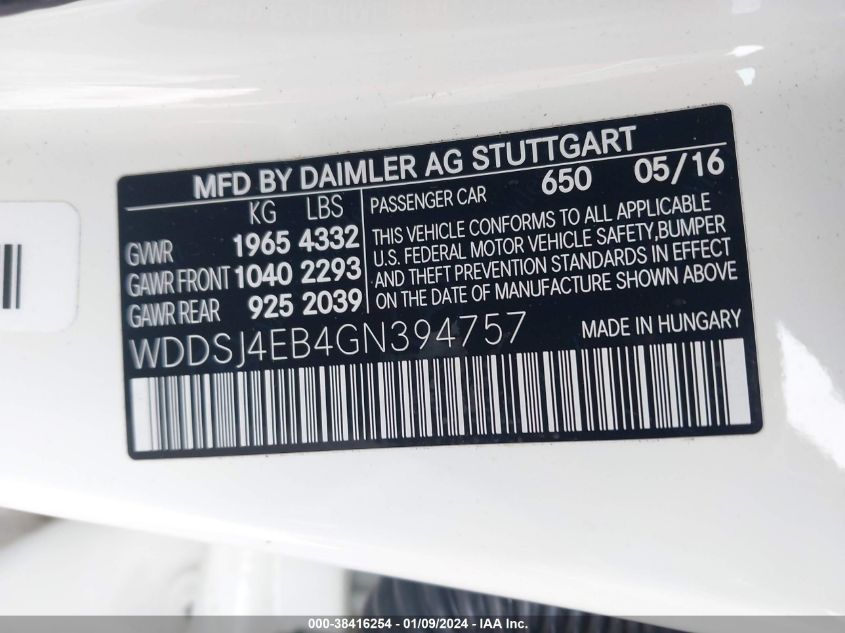 MFD BY DAIMLER AG STUTTGART
KG LBS
GVWR 1965 4332
GAWR FRONT 1040 2293
GAWR REAR 925 2039
PASSENGER CAR 650 05/16
THIS VEHICLE CONFORMS TO ALL APPLICABLE
U.S. FEDERAL MOTOR VEHICLE SAFETY,BUMPER
AND THEFT PREVENTION STANDARDS IN EFFECT
ON THE DATE OF MANUFACTURE SHOWN ABOVE
WDDSJ4EB4GN394757 MADE IN HUNGARY
000-38416254 - 01/09/2024 - IAA Inc.